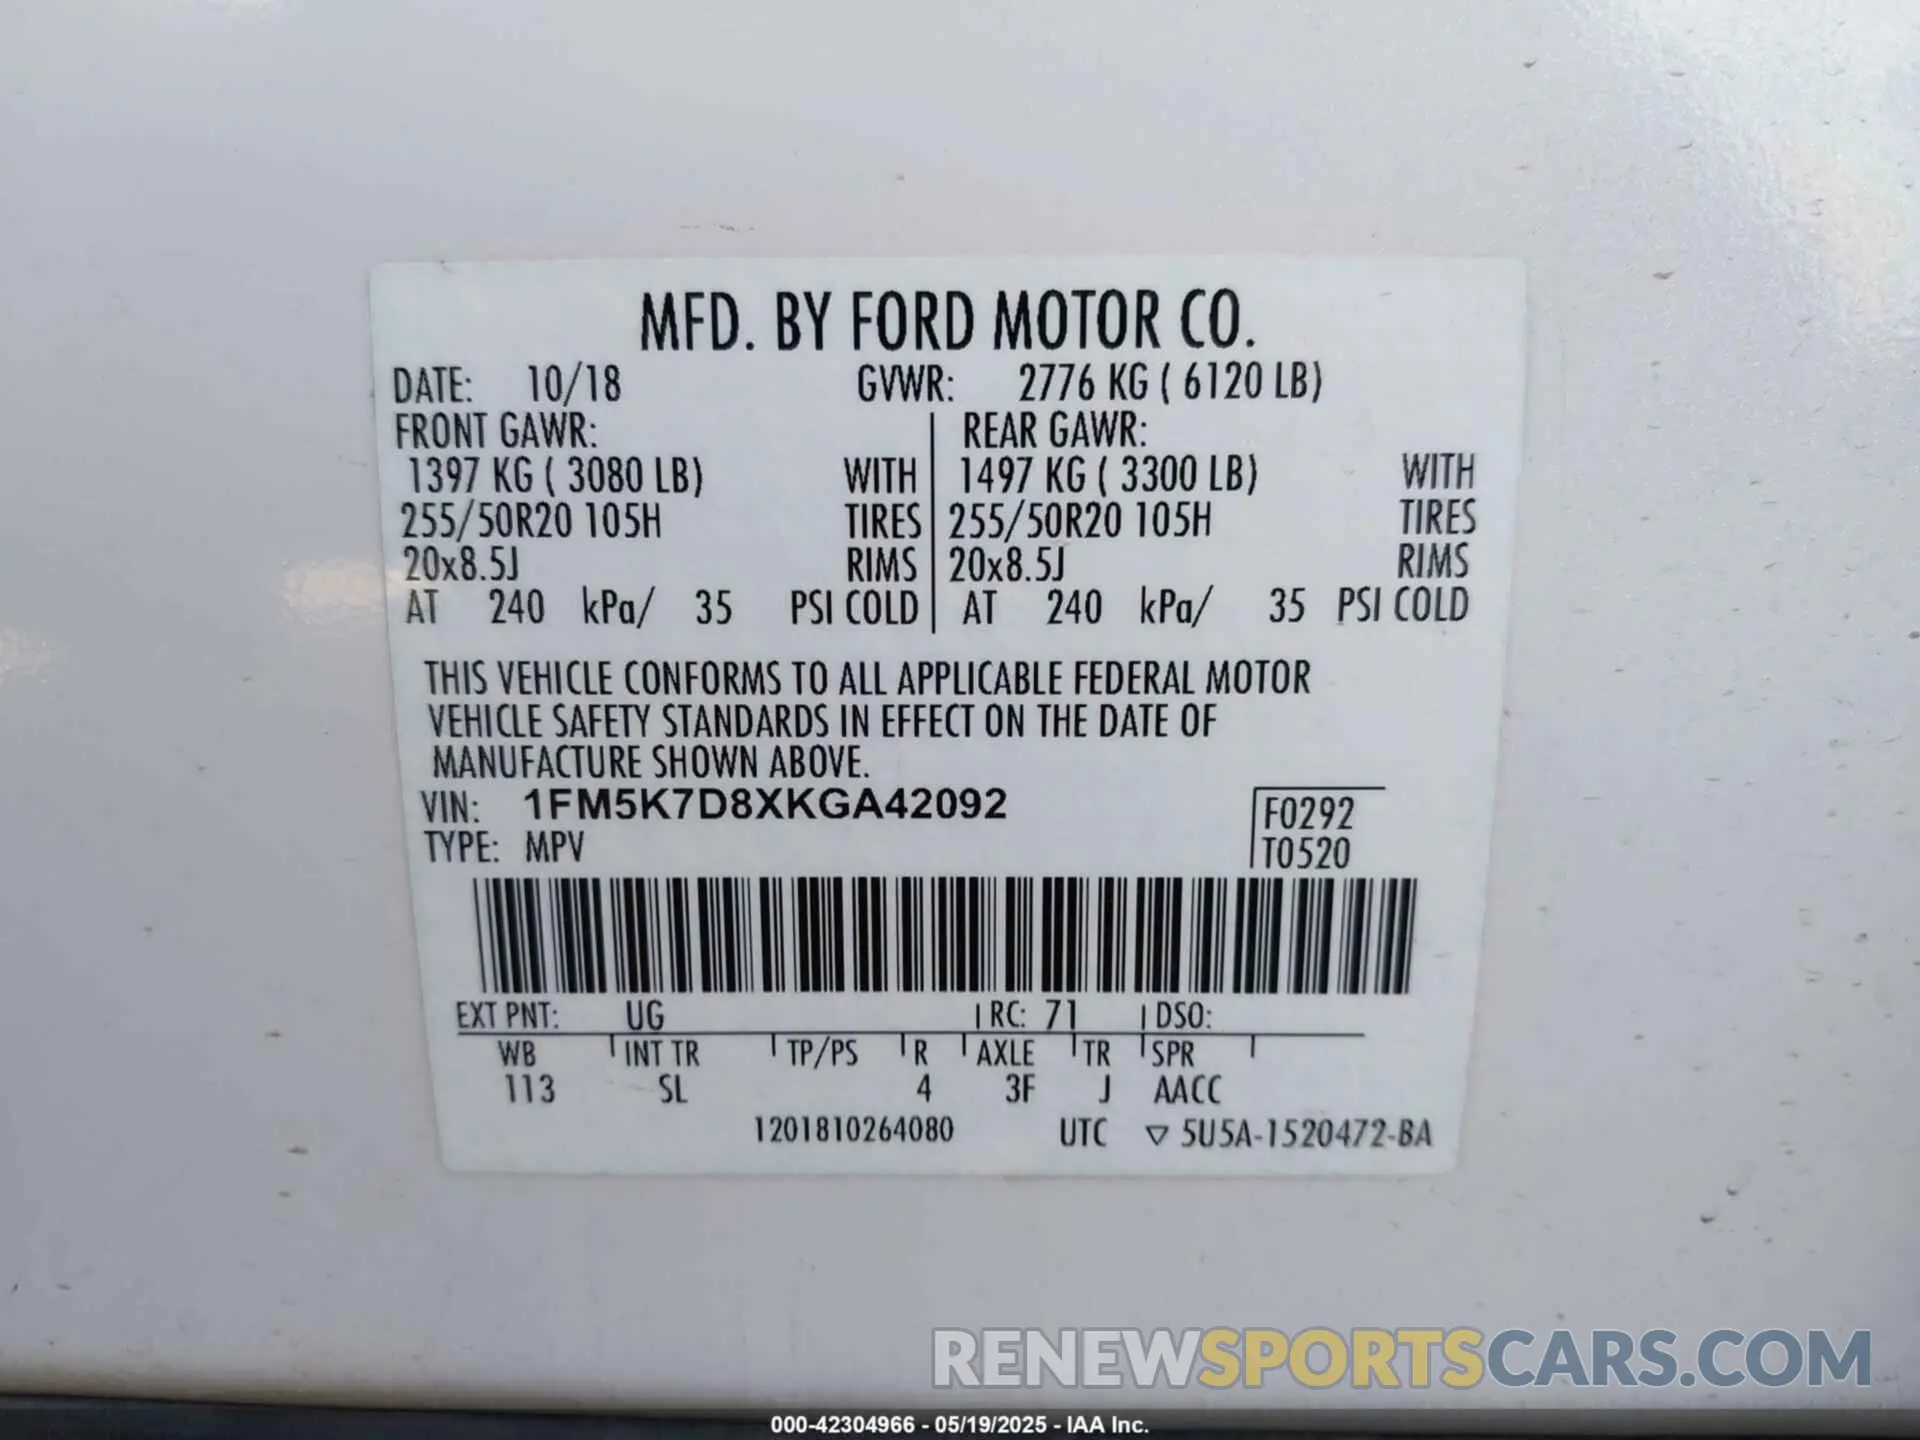 MFD. BY FORD MOTOR CO.
DATE: 10/18 GVWR: 2776 KG ( 6120 LB)
FRONT GAWR: REAR GAWR:
1397 KG ( 3080 LB) WITH 1497 KG ( 3300 LB) WITH
255/50R20 105H TIRES 255/50R20 105H TIRES
20x8.5J RIMS 20x8.5J RIMS
AT 240 kPa/ 35 PSI COLD AT 240 kPa/ 35 PSI COLD
THIS VEHICLE CONFORMS TO ALL APPLICABLE FEDERAL MOTOR
VEHICLE SAFETY STANDARDS IN EFFECT ON THE DATE OF
MANUFACTURE SHOWN ABOVE.
VIN: 1FM5K7D8XKGA42092 F0292
TYPE: MPV T0520
EXT PNT: UG RC: 71 DSO:
WB INT TR TP/PS R AXLE TR SPR
113 SL 4 3F J AACC
1201810264080 UTC ▽ 5U5A-1520472-BA
RENEWSPORTSCARS.COM
000-42304966 - 05/19/2025 - IAA Inc.